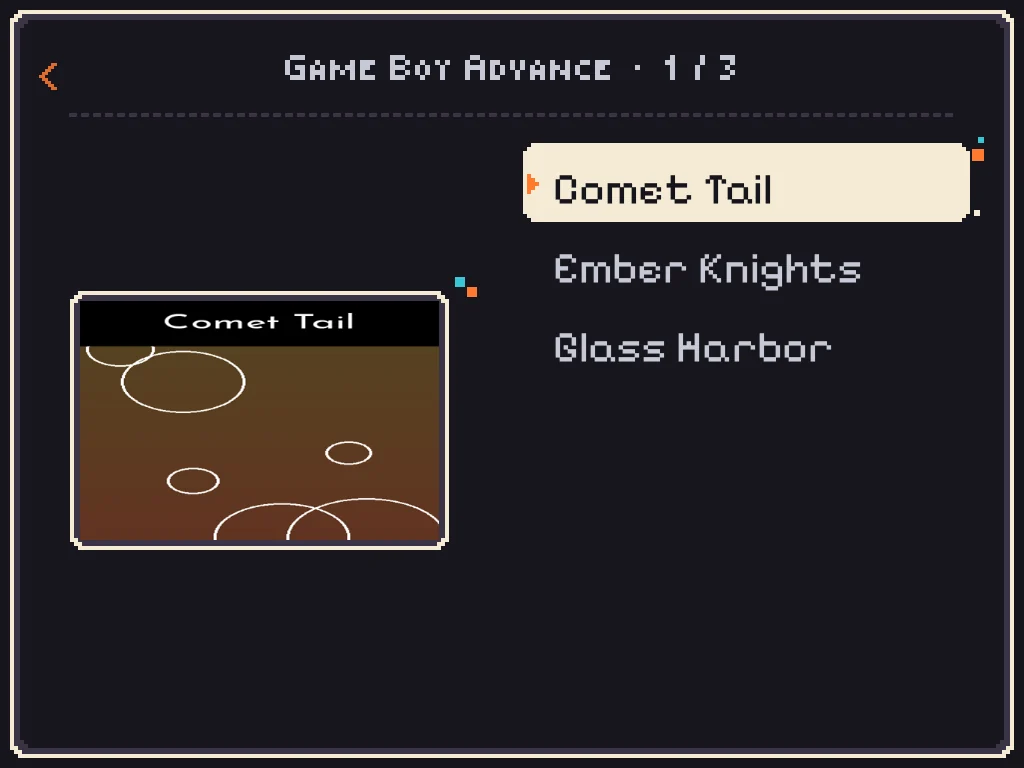 Game Boy Advance · 1 / 3
Comet Tail
Ember Knights
Glass Harbor
Comet Tail